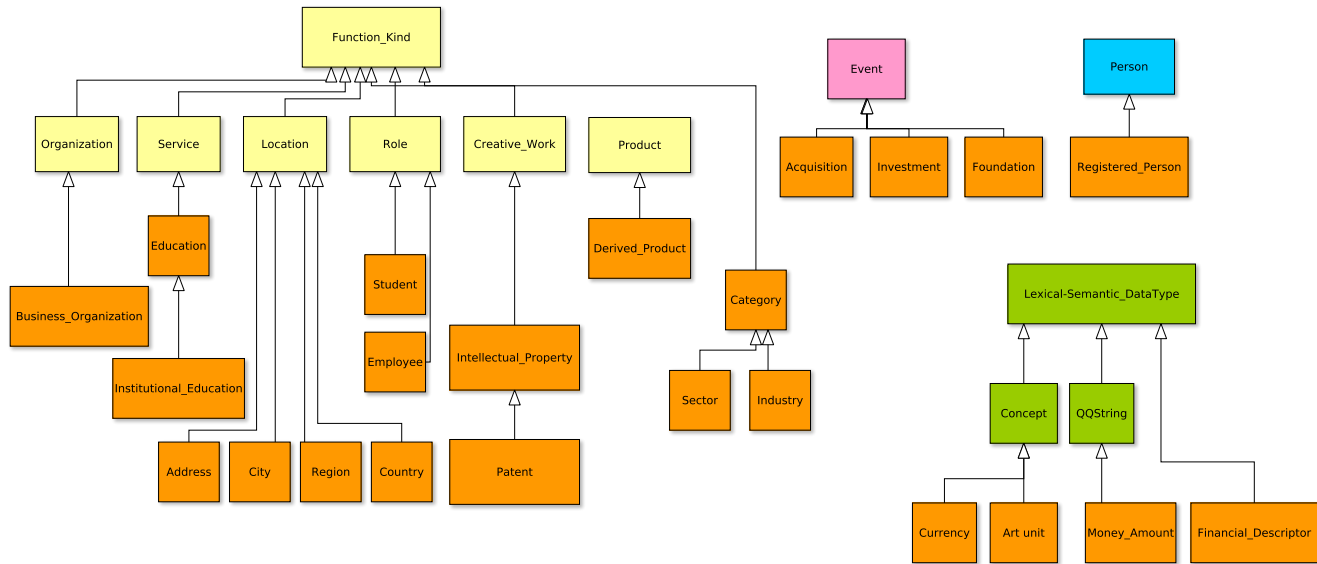 Function_Kind
Event
Person
Organization
Service
Location
Role
Creative_Work
Product
Acquisition
Investment
Foundation
Registered_Person
Education
Derived_Product
Student
Category
Lexical-Semantic_DataType
Business_Organization
Institutional_Education
Employee
Intellectual_Property
Sector
Industry
Concept
QQString
Address
City
Region
Country
Patent
Currency
Art unit
Money_Amount
Financial_Descriptor